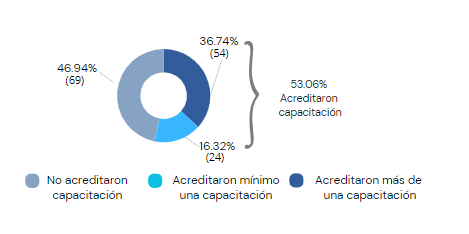 36.74%
(54)
46.94%
(69)
53.06%
Acreditaron
capacitación
16.32%
(24)
No acreditaron
capacitación
Acreditaron mínimo
una capacitación
Acreditaron más de
una capacitación